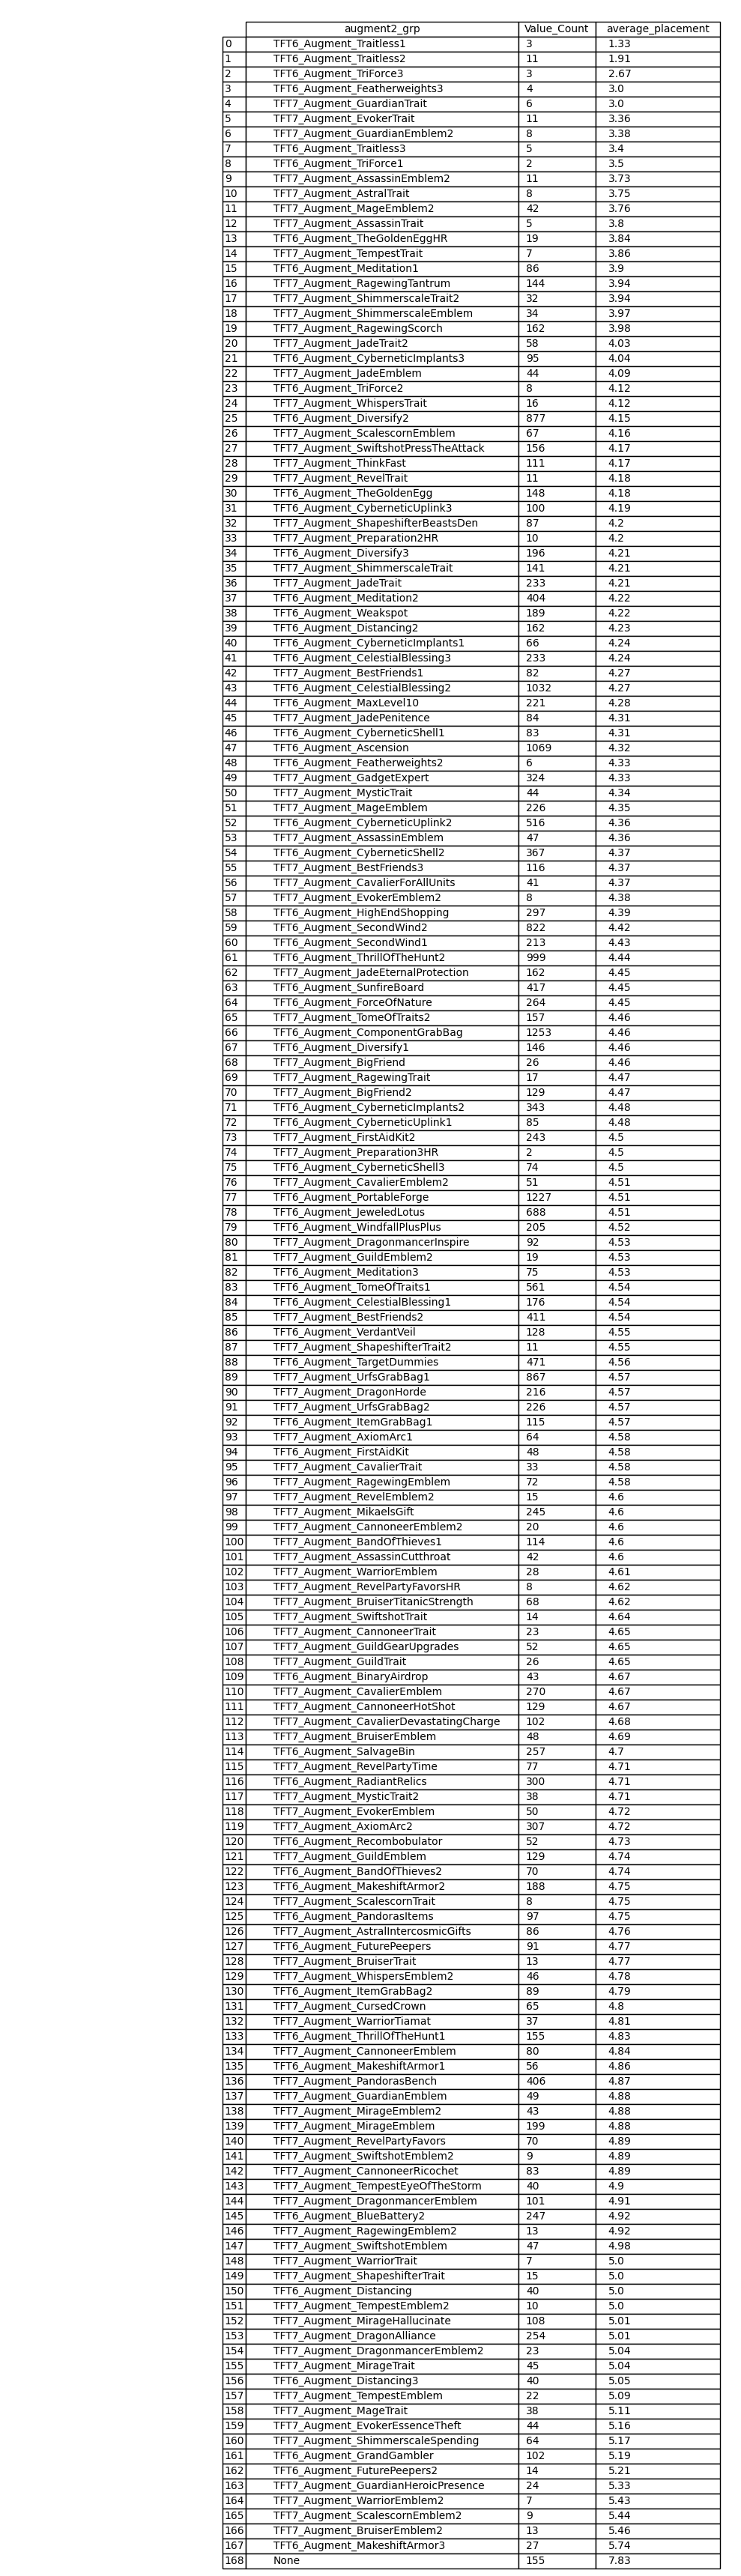 augment2_grp Value_Count average_placement
0 TFT6_Augment_Traitless1 3 1.33
1 TFT6_Augment_Traitless2 11 1.91
2 TFT6_Augment_TriForce3 3 2.67
3 TFT6_Augment_Featherweights3 4 3.0
4 TFT7_Augment_GuardianTrait 6 3.0
5 TFT7_Augment_EvokerTrait 11 3.36
6 TFT7_Augment_GuardianEmblem2 8 3.38
7 TFT6_Augment_Traitless3 5 3.4
8 TFT6_Augment_TriForce1 2 3.5
9 TFT7_Augment_AssassinEmblem2 11 3.73
10 TFT7_Augment_AstralTrait 8 3.75
11 TFT7_Augment_MageEmblem2 42 3.76
12 TFT7_Augment_AssassinTrait 5 3.8
13 TFT6_Augment_TheGoldenEggHR 19 3.84
14 TFT7_Augment_TempestTrait 7 3.86
15 TFT6_Augment_Meditation1 86 3.9
16 TFT7_Augment_RagewingTantrum 144 3.94
17 TFT7_Augment_ShimmerscaleTrait2 32 3.94
18 TFT7_Augment_ShimmerscaleEmblem 34 3.97
19 TFT7_Augment_RagewingScorch 162 3.98
20 TFT7_Augment_JadeTrait2 58 4.03
21 TFT6_Augment_CyberneticImplants3 95 4.04
22 TFT7_Augment_JadeEmblem 44 4.09
23 TFT6_Augment_TriForce2 8 4.12
24 TFT7_Augment_WhispersTrait 16 4.12
25 TFT6_Augment_Diversify2 877 4.15
26 TFT7_Augment_ScalescornEmblem 67 4.16
27 TFT7_Augment_SwiftshotPressTheAttack 156 4.17
28 TFT7_Augment_ThinkFast 111 4.17
29 TFT7_Augment_RevelTrait 11 4.18
30 TFT6_Augment_TheGoldenEgg 148 4.18
31 TFT6_Augment_CyberneticUplink3 100 4.19
32 TFT7_Augment_ShapeshifterBeastsDen 87 4.2
33 TFT7_Augment_Preparation2HR 10 4.2
34 TFT6_Augment_Diversify3 196 4.21
35 TFT7_Augment_ShimmerscaleTrait 141 4.21
36 TFT7_Augment_JadeTrait 233 4.21
37 TFT6_Augment_Meditation2 404 4.22
38 TFT6_Augment_Weakspot 189 4.22
39 TFT6_Augment_Distancing2 162 4.23
40 TFT6_Augment_CyberneticImplants1 66 4.24
41 TFT6_Augment_CelestialBlessing3 233 4.24
42 TFT7_Augment_BestFriends1 82 4.27
43 TFT6_Augment_CelestialBlessing2 1032 4.27
44 TFT6_Augment_MaxLevel10 221 4.28
45 TFT7_Augment_JadePenitence 84 4.31
46 TFT6_Augment_CyberneticShell1 83 4.31
47 TFT6_Augment_Ascension 1069 4.32
48 TFT6_Augment_Featherweights2 6 4.33
49 TFT7_Augment_GadgetExpert 324 4.33
50 TFT7_Augment_MysticTrait 44 4.34
51 TFT7_Augment_MageEmblem 226 4.35
52 TFT6_Augment_CyberneticUplink2 516 4.36
53 TFT7_Augment_AssassinEmblem 47 4.36
54 TFT6_Augment_CyberneticShell2 367 4.37
55 TFT7_Augment_BestFriends3 116 4.37
56 TFT7_Augment_CavalierForAllUnits 41 4.37
57 TFT7_Augment_EvokerEmblem2 8 4.38
58 TFT6_Augment_HighEndShopping 297 4.39
59 TFT6_Augment_SecondWind2 822 4.42
60 TFT6_Augment_SecondWind1 213 4.43
61 TFT6_Augment_ThrillOfTheHunt2 999 4.44
62 TFT7_Augment_JadeEternalProtection 162 4.45
63 TFT6_Augment_SunfireBoard 417 4.45
64 TFT6_Augment_ForceOfNature 264 4.45
65 TFT6_Augment_TomeOfTraits2 157 4.46
66 TFT6_Augment_ComponentGrabBag 1253 4.46
67 TFT6_Augment_Diversify1 146 4.46
68 TFT7_Augment_BigFriend 26 4.46
69 TFT7_Augment_RagewingTrait 17 4.47
70 TFT7_Augment_BigFriend2 129 4.47
71 TFT6_Augment_CyberneticImplants2 343 4.48
72 TFT6_Augment_CyberneticUplink1 85 4.48
73 TFT7_Augment_FirstAidKit2 243 4.5
74 TFT7_Augment_Preparation3HR 2 4.5
75 TFT6_Augment_CyberneticShell3 74 4.5
76 TFT7_Augment_CavalierEmblem2 51 4.51
77 TFT6_Augment_PortableForge 1227 4.51
78 TFT6_Augment_JeweledLotus 688 4.51
79 TFT6_Augment_WindfallPlusPlus 205 4.52
80 TFT7_Augment_DragonmancerInspire 92 4.53
81 TFT7_Augment_GuildEmblem2 19 4.53
82 TFT6_Augment_Meditation3 75 4.53
83 TFT6_Augment_TomeOfTraits1 561 4.54
84 TFT6_Augment_CelestialBlessing1 176 4.54
85 TFT7_Augment_BestFriends2 411 4.54
86 TFT6_Augment_VerdantVeil 128 4.55
87 TFT7_Augment_ShapeshifterTrait2 11 4.55
88 TFT6_Augment_TargetDummies 471 4.56
89 TFT7_Augment_UrfsGrabBag1 867 4.57
90 TFT7_Augment_DragonHorde 216 4.57
91 TFT7_Augment_UrfsGrabBag2 226 4.57
92 TFT6_Augment_ItemGrabBag1 115 4.57
93 TFT7_Augment_AxiomArc1 64 4.58
94 TFT6_Augment_FirstAidKit 48 4.58
95 TFT7_Augment_CavalierTrait 33 4.58
96 TFT7_Augment_RagewingEmblem 72 4.58
97 TFT7_Augment_RevelEmblem2 15 4.6
98 TFT7_Augment_MikaelsGift 245 4.6
99 TFT7_Augment_CannoneerEmblem2 20 4.6
100 TFT7_Augment_BandOfThieves1 114 4.6
101 TFT7_Augment_AssassinCutthroat 42 4.6
102 TFT7_Augment_WarriorEmblem 28 4.61
103 TFT7_Augment_RevelPartyFavorsHR 8 4.62
104 TFT7_Augment_BruiserTitanicStrength 68 4.62
105 TFT7_Augment_SwiftshotTrait 14 4.64
106 TFT7_Augment_CannoneerTrait 23 4.65
107 TFT7_Augment_GuildGearUpgrades 52 4.65
108 TFT7_Augment_GuildTrait 26 4.65
109 TFT6_Augment_BinaryAirdrop 43 4.67
110 TFT7_Augment_CavalierEmblem 270 4.67
111 TFT7_Augment_CannoneerHotShot 129 4.67
112 TFT7_Augment_CavalierDevastatingCharge 102 4.68
113 TFT7_Augment_BruiserEmblem 48 4.69
114 TFT6_Augment_SalvageBin 257 4.7
115 TFT7_Augment_RevelPartyTime 77 4.71
116 TFT6_Augment_RadiantRelics 300 4.71
117 TFT7_Augment_MysticTrait2 38 4.71
118 TFT7_Augment_EvokerEmblem 50 4.72
119 TFT7_Augment_AxiomArc2 307 4.72
120 TFT6_Augment_Recombobulator 52 4.73
121 TFT7_Augment_GuildEmblem 129 4.74
122 TFT6_Augment_BandOfThieves2 70 4.74
123 TFT6_Augment_MakeshiftArmor2 188 4.75
124 TFT7_Augment_ScalescornTrait 8 4.75
125 TFT6_Augment_PandorasItems 97 4.75
126 TFT7_Augment_AstralIntercosmicGifts 86 4.76
127 TFT6_Augment_FuturePeepers 91 4.77
128 TFT7_Augment_BruiserTrait 13 4.77
129 TFT7_Augment_WhispersEmblem2 46 4.78
130 TFT6_Augment_ItemGrabBag2 89 4.79
131 TFT7_Augment_CursedCrown 65 4.8
132 TFT7_Augment_WarriorTiamat 37 4.81
133 TFT6_Augment_ThrillOfTheHunt1 155 4.83
134 TFT7_Augment_CannoneerEmblem 80 4.84
135 TFT6_Augment_MakeshiftArmor1 56 4.86
136 TFT7_Augment_PandorasBench 406 4.87
137 TFT7_Augment_GuardianEmblem 49 4.88
138 TFT7_Augment_MirageEmblem2 43 4.88
139 TFT7_Augment_MirageEmblem 199 4.88
140 TFT7_Augment_RevelPartyFavors 70 4.89
141 TFT7_Augment_SwiftshotEmblem2 9 4.89
142 TFT7_Augment_CannoneerRicochet 83 4.89
143 TFT7_Augment_TempestEyeOfTheStorm 40 4.9
144 TFT7_Augment_DragonmancerEmblem 101 4.91
145 TFT6_Augment_BlueBattery2 247 4.92
146 TFT7_Augment_RagewingEmblem2 13 4.92
147 TFT7_Augment_SwiftshotEmblem 47 4.98
148 TFT7_Augment_WarriorTrait 7 5.0
149 TFT7_Augment_ShapeshifterTrait 15 5.0
150 TFT6_Augment_Distancing 40 5.0
151 TFT7_Augment_TempestEmblem2 10 5.0
152 TFT7_Augment_MirageHallucinate 108 5.01
153 TFT7_Augment_DragonAlliance 254 5.01
154 TFT7_Augment_DragonmancerEmblem2 23 5.04
155 TFT7_Augment_MirageTrait 45 5.04
156 TFT6_Augment_Distancing3 40 5.05
157 TFT7_Augment_TempestEmblem 22 5.09
158 TFT7_Augment_MageTrait 38 5.11
159 TFT7_Augment_EvokerEssenceTheft 44 5.16
160 TFT7_Augment_ShimmerscaleSpending 64 5.17
161 TFT6_Augment_GrandGambler 102 5.19
162 TFT6_Augment_FuturePeepers2 14 5.21
163 TFT7_Augment_GuardianHeroicPresence 24 5.33
164 TFT7_Augment_WarriorEmblem2 7 5.43
165 TFT7_Augment_ScalescornEmblem2 9 5.44
166 TFT7_Augment_BruiserEmblem2 13 5.46
167 TFT6_Augment_MakeshiftArmor3 27 5.74
168 None 155 7.83